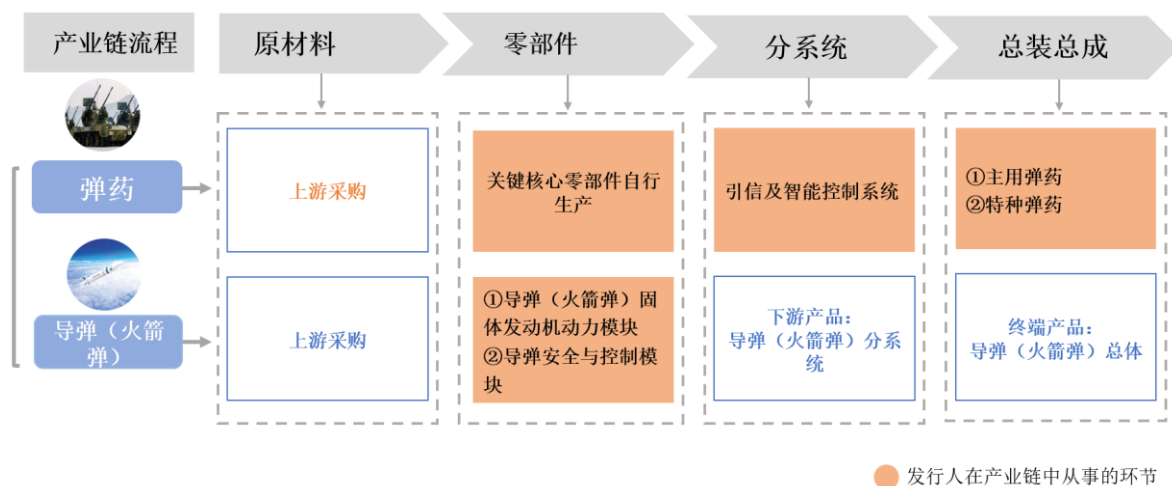 产业链流程
原材料
零部件
分系统
总装总成
弹药
上游采购
关键核心零部件自行
生产
引信及智能控制系统
①主用弹药
②特种弹药
导弹（火箭
弹）
上游采购
①导弹（火箭弹）固
体发动机动力模块
②导弹安全与控制模
块
下游产品：
导弹（火箭弹）分系
统
终端产品：
导弹（火箭弹）总体
发行人在产业链中从事的环节